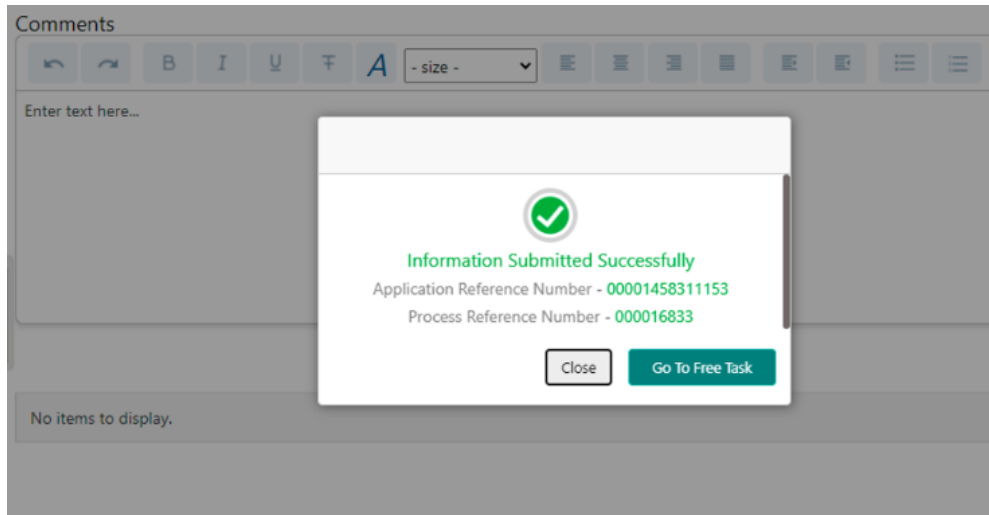 Comments
B I U T A - size -
Enter text here...
Information Submitted Successfully
Application Reference Number - 00001458311153
Process Reference Number - 000016833
Close Go To Free Task
No items to display.